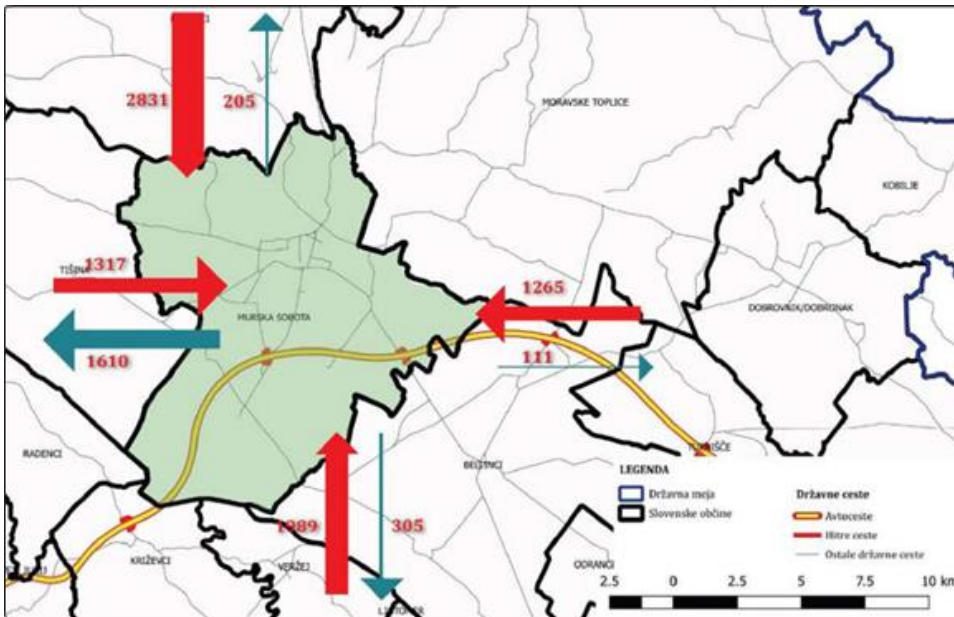 2831
205
MORAVSKE TOPLICE
KOBILJE
TIŠINA
1317
1265
MURSKA SOBOTA
DOBROVNIK/DOBRONAK
1610
111
RADENCI
BELTINCI
LEGENDA
Državna meja
Slovenske občine
Državne ceste
Avtoceste
Hitre ceste
Ostale državne ceste
305
KRIŽEVCI
VERŽEJ
ODRANCI
2.5 0 2.5 5 7.5 10 km